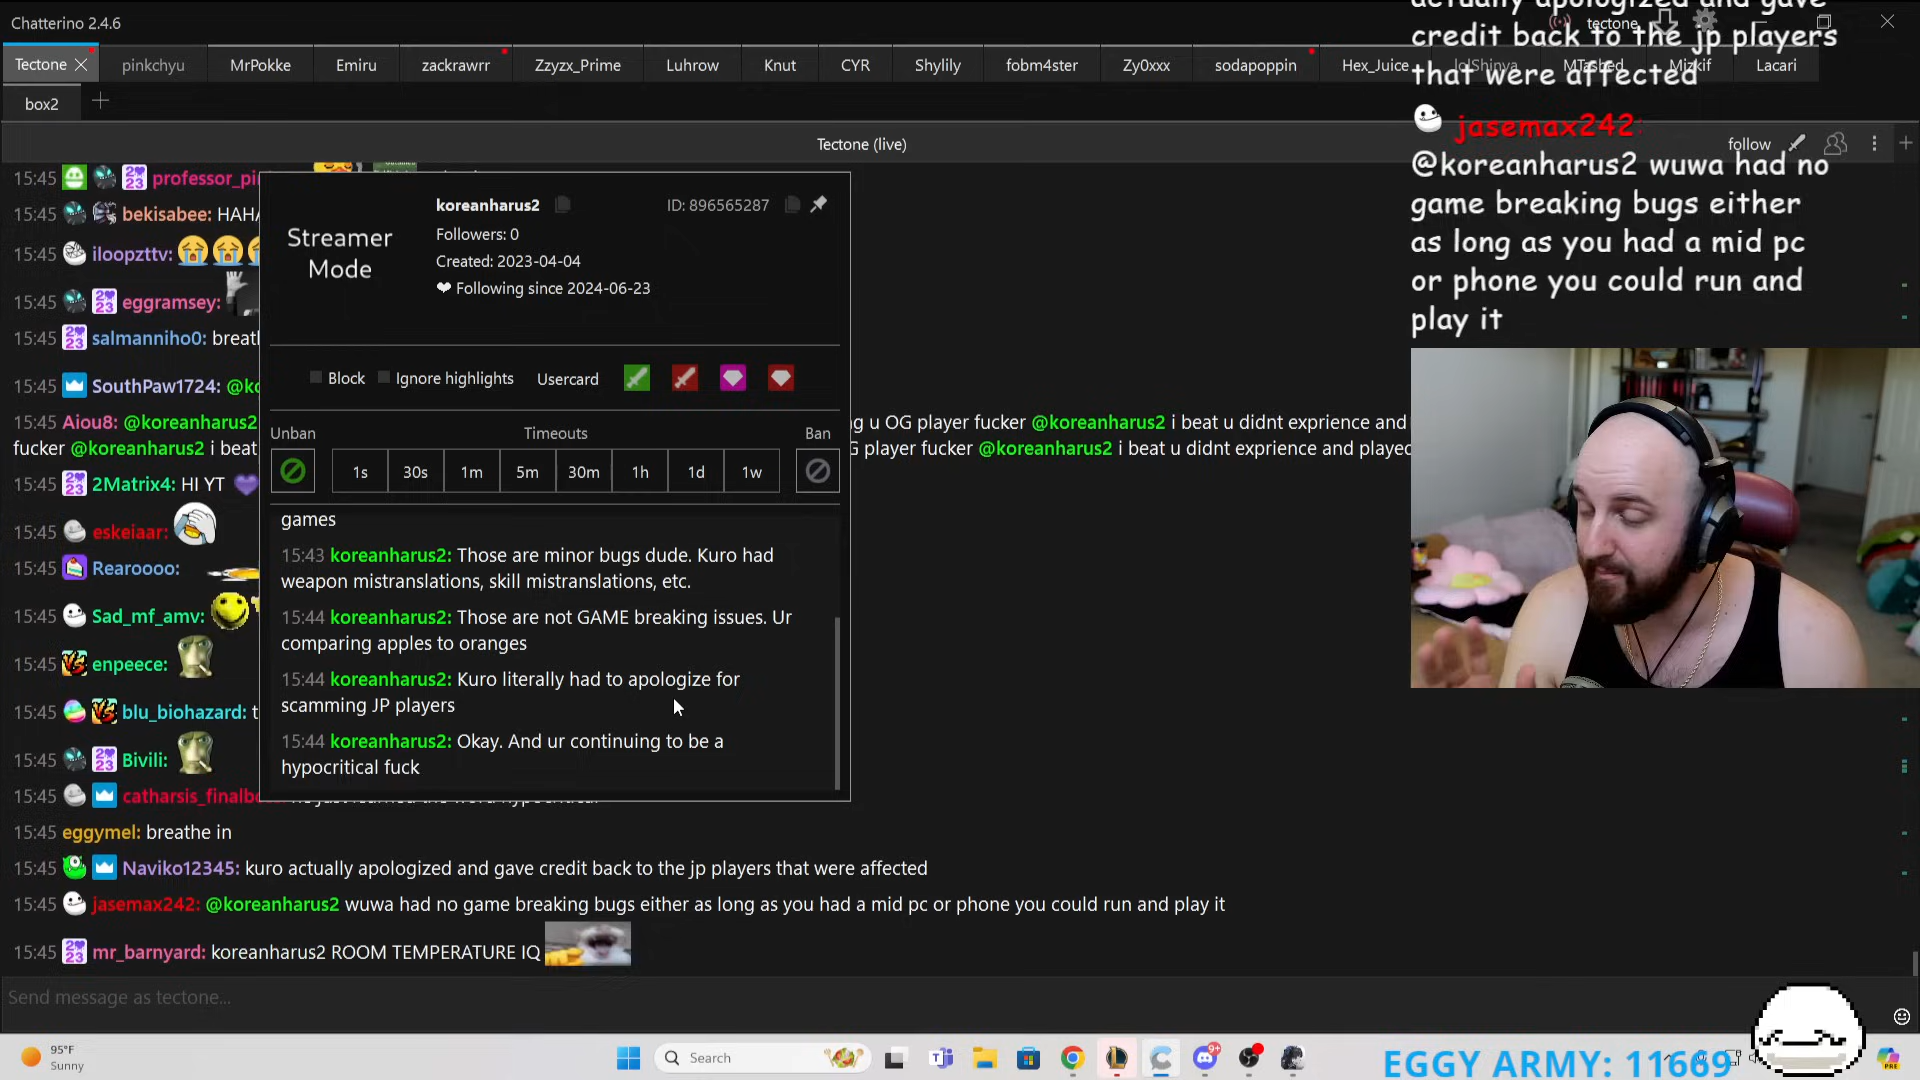 Chatterino 2.4.6
tectone
Tectone
pinkchyu
MrPokke
Emiru
zackrawrr
Zzyzx_Prime
Luhrow
Knut
CYR
Shylily
fobm4ster
Zy0xxx
sodapoppin
Hex_Juice
lolShinya
MTashed
Mizkif
Lacari
box2
Tectone (live)
follow
actually apologized and gave
credit back to the jp players
that were affected
jasemax242:
@koreanharus2 wuwa had no
game breaking bugs either
as long as you had a mid pc
or phone you could run and
play it
15:45 professor_pi
15:45 bekisabee: HAHA
15:45 iloopzttv:
15:45 eggramsey:
15:45 salmanniho0: breat
15:45 SouthPaw1724: @ko
15:45 Aiou8: @koreanharus2
g u OG player fucker @koreanharus2 i beat u didnt exprience and
fucker @koreanharus2 i beat
G player fucker @koreanharus2 i beat u didnt exprience and played
15:45 2Matrix4: HI YT
15:45 eskeiaar:
15:45 Rearoooo:
15:45 Sad_mf_amv:
15:45 enpeece:
15:45 blu_biohazard: t
15:45 Bivili:
15:45 catharsis_finalb
15:45 eggymel: breathe in
15:45 Naviko12345: kuro actually apologized and gave credit back to the jp players that were affected
15:45 jasemax242: @koreanharus2 wuwa had no game breaking bugs either as long as you had a mid pc or phone you could run and play it
15:45 mr_barnyard: koreanharus2 ROOM TEMPERATURE IQ
Streamer
Mode
koreanharus2
ID: 896565287
Followers: 0
Created: 2023-04-04
❤ Following since 2024-06-23
Block
Ignore highlights
Usercard
Unban
Timeouts
Ban
1s
30s
1m
5m
30m
1h
1d
1w
games
15:43 koreanharus2: Those are minor bugs dude. Kuro had
weapon mistranslations, skill mistranslations, etc.
15:44 koreanharus2: Those are not GAME breaking issues. Ur
comparing apples to oranges
15:44 koreanharus2: Kuro literally had to apologize for
scamming JP players
15:44 koreanharus2: Okay. And ur continuing to be a
hypocritical fuck
Send message as tectone...
95°F
Sunny
Search
9+
EGGY ARMY: 11669
PRE